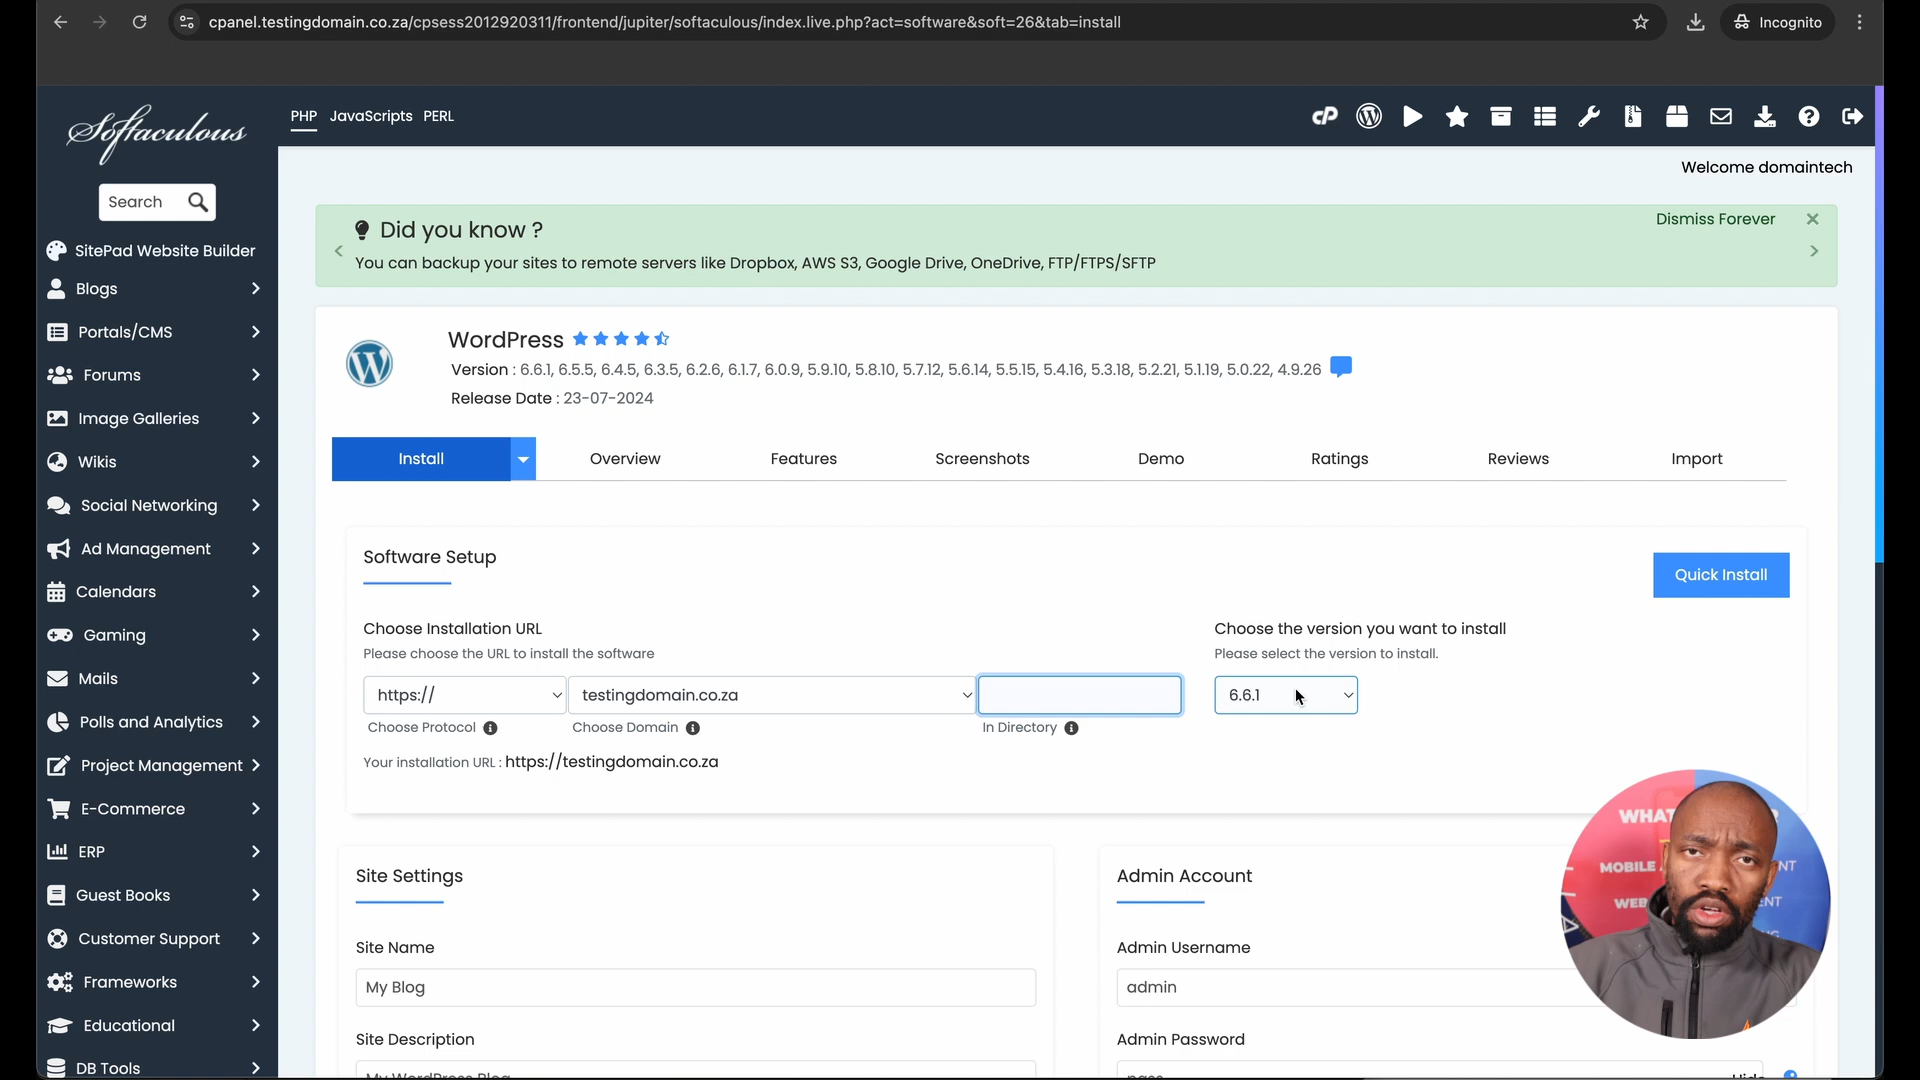 cpanel.testingdomain.co.za/cpsess2012920311/frontend/jupiter/softaculous/index.live.php?act=software&soft=26&tab=install
Incognito
Softaculous
PHP JavaScripts PERL
Welcome domaintech
Search
SitePad Website Builder
Blogs
Portals/CMS
Forums
Image Galleries
Wikis
Social Networking
Ad Management
Calendars
Gaming
Mails
Polls and Analytics
Project Management
E-Commerce
ERP
Guest Books
Customer Support
Frameworks
Educational
DB Tools
Did you know ?
Dismiss Forever
You can backup your sites to remote servers like Dropbox, AWS S3, Google Drive, OneDrive, FTP/FTPS/SFTP
WordPress
Version : 6.6.1, 6.5.5, 6.4.5, 6.3.5, 6.2.6, 6.1.7, 6.0.9, 5.9.10, 5.8.10, 5.7.12, 5.6.14, 5.5.15, 5.4.16, 5.3.18, 5.2.21, 5.1.19, 5.0.22, 4.9.26
Release Date : 23-07-2024
Install Overview Features Screenshots Demo Ratings Reviews Import
Software Setup
Quick Install
Choose Installation URL
Please choose the URL to install the software
https:// testingdomain.co.za
Choose Protocol Choose Domain In Directory
Your installation URL : https://testingdomain.co.za
Choose the version you want to install
Please select the version to install.
6.6.1
Site Settings
Site Name
My Blog
Site Description
My WordPress Blog
Admin Account
Admin Username
admin
Admin Password
pass
Hide
MOBILE